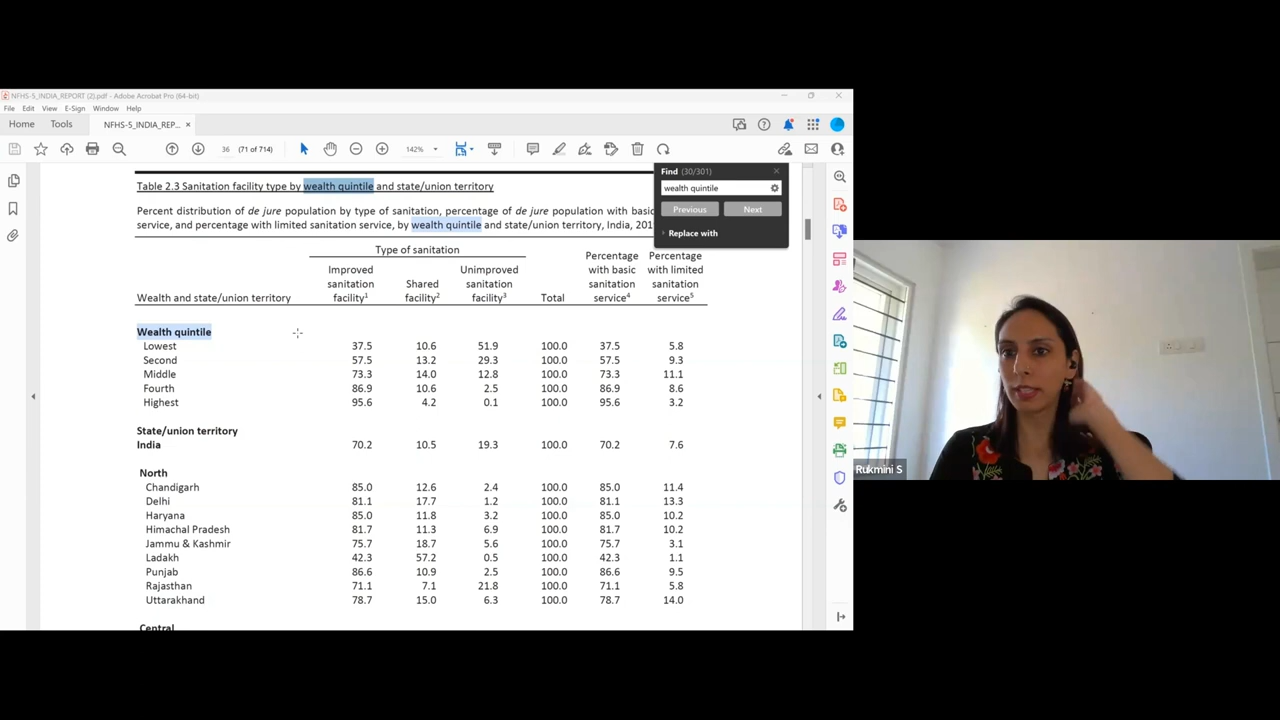 NFHS-5_INDIA_REPORT (2).pdf - Adobe Acrobat Pro (64-bit)
File Edit View E-Sign Window Help
Home Tools NFHS-5_INDIA_REP... ×
36 (71 of 714) 142%
Find (30/301)
wealth quintile
Previous Next
Replace with
Table 2.3 Sanitation facility type by wealth quintile and state/union territory
Percent distribution of de jure population by type of sanitation, percentage of de jure population with basic
service, and percentage with limited sanitation service, by wealth quintile and state/union territory, India, 201
Type of sanitation
Wealth and state/union territory
Improved sanitation facility1
Shared facility2
Unimproved sanitation facility3
Total
Percentage with basic sanitation service4
Percentage with limited sanitation service5
Wealth quintile
Lowest 37.5 10.6 51.9 100.0 37.5 5.8
Second 57.5 13.2 29.3 100.0 57.5 9.3
Middle 73.3 14.0 12.8 100.0 73.3 11.1
Fourth 86.9 10.6 2.5 100.0 86.9 8.6
Highest 95.6 4.2 0.1 100.0 95.6 3.2
State/union territory
India 70.2 10.5 19.3 100.0 70.2 7.6
North
Chandigarh 85.0 12.6 2.4 100.0 85.0 11.4
Delhi 81.1 17.7 1.2 100.0 81.1 13.3
Haryana 85.0 11.8 3.2 100.0 85.0 10.2
Himachal Pradesh 81.7 11.3 6.9 100.0 81.7 10.2
Jammu & Kashmir 75.7 18.7 5.6 100.0 75.7 3.1
Ladakh 42.3 57.2 0.5 100.0 42.3 1.1
Punjab 86.6 10.9 2.5 100.0 86.6 9.5
Rajasthan 71.1 7.1 21.8 100.0 71.1 5.8
Uttarakhand 78.7 15.0 6.3 100.0 78.7 14.0
Central
Rukmini S